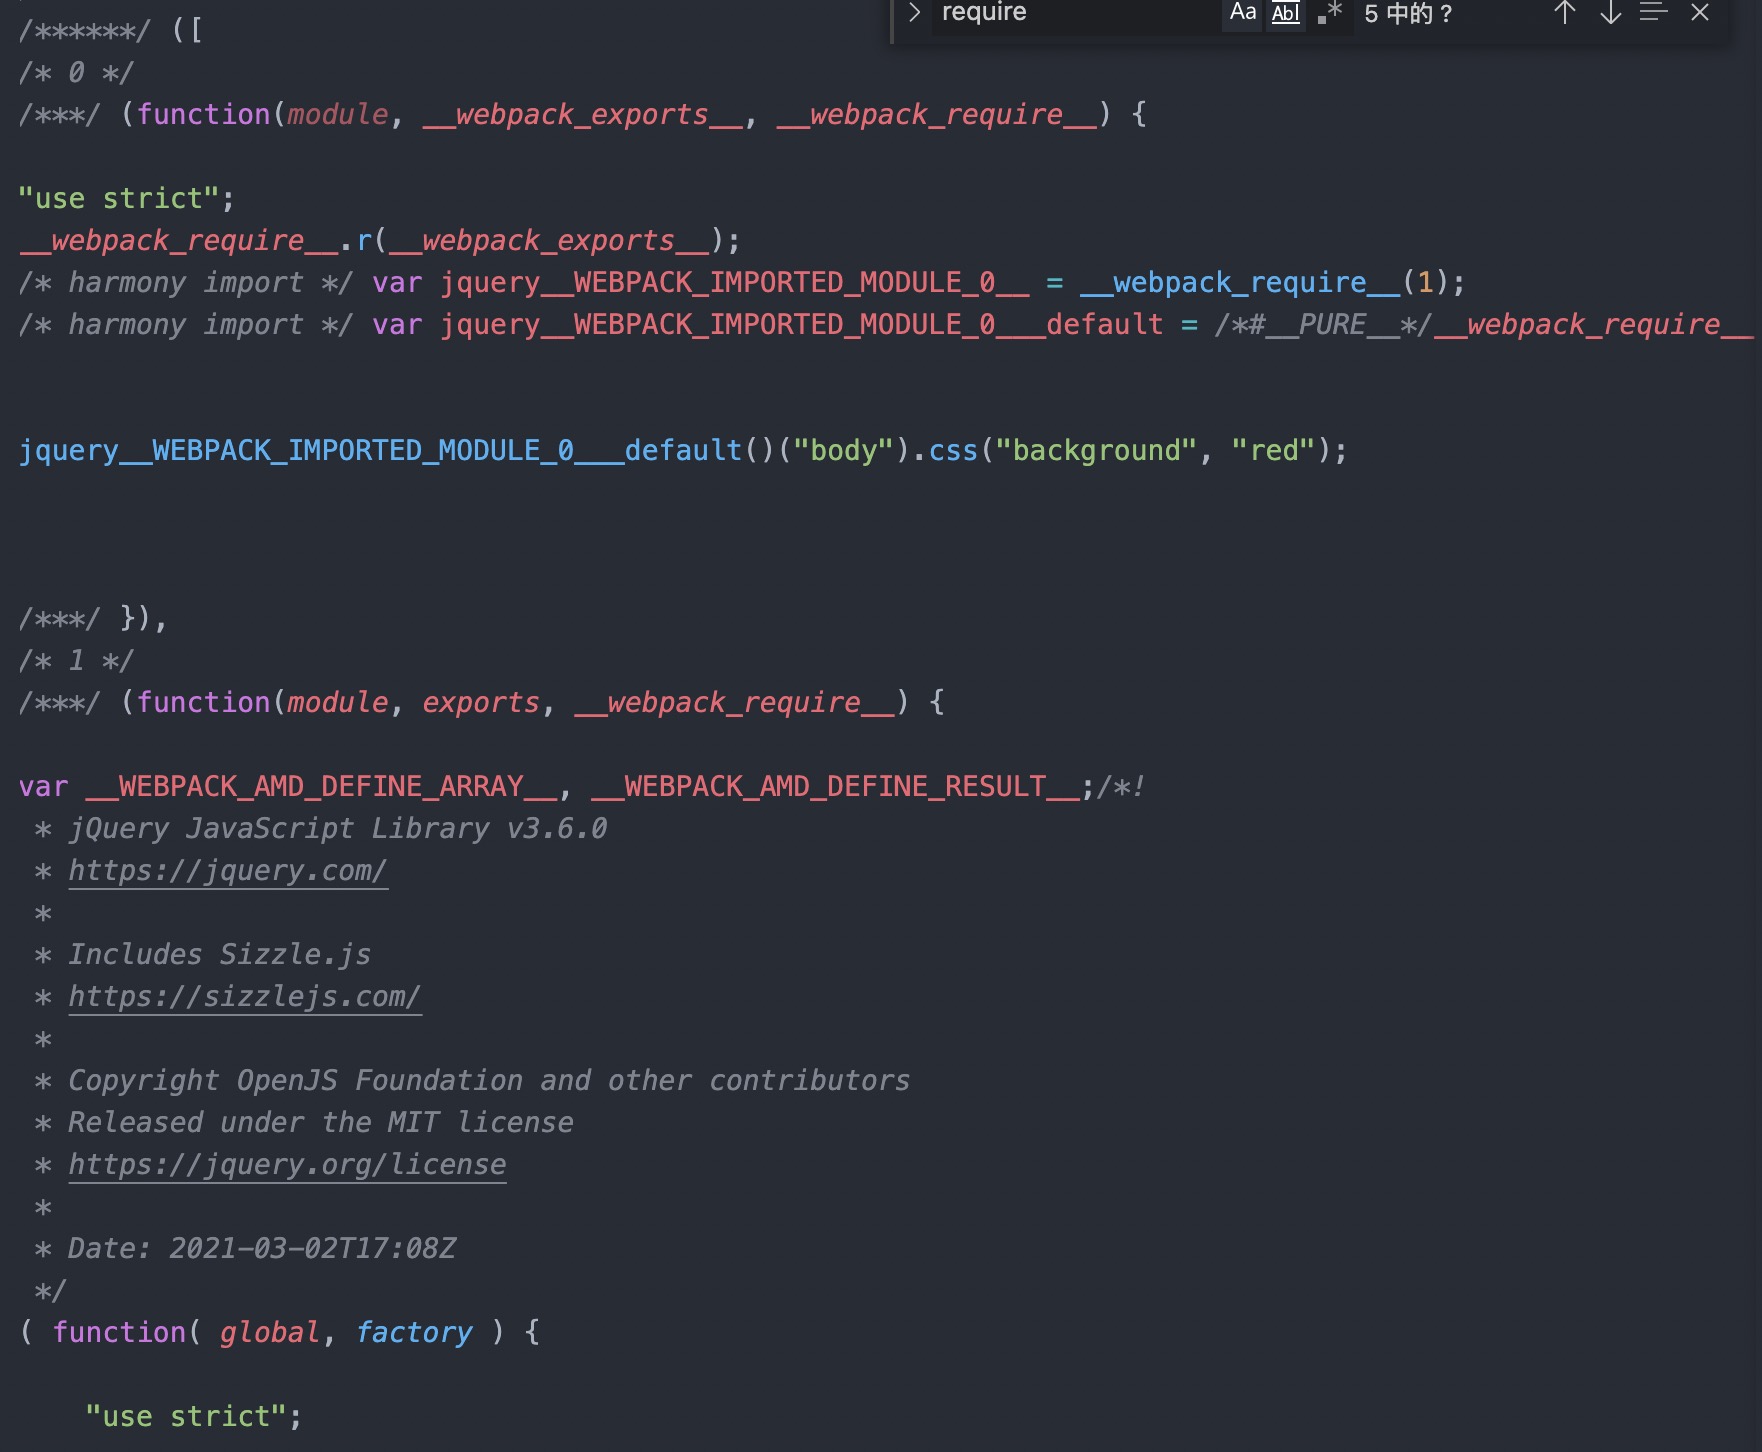 /******/ ([
require
Aa
Abl
.*
5 中的 ?
/* 0 */
/***/ (function(module, __webpack_exports__, __webpack_require__) {
"use strict";
__webpack_require__.r(__webpack_exports__);
/* harmony import */ var jquery__WEBPACK_IMPORTED_MODULE_0__ = __webpack_require__(1);
/* harmony import */ var jquery__WEBPACK_IMPORTED_MODULE_0___default = /*#__PURE__*/__webpack_require__
jquery__WEBPACK_IMPORTED_MODULE_0___default()("body").css("background", "red");
/***/ }),
/* 1 */
/***/ (function(module, exports, __webpack_require__) {
var __WEBPACK_AMD_DEFINE_ARRAY__, __WEBPACK_AMD_DEFINE_RESULT__;/*!
 * jQuery JavaScript Library v3.6.0
 * https://jquery.com/
 *
 * Includes Sizzle.js
 * https://sizzlejs.com/
 *
 * Copyright OpenJS Foundation and other contributors
 * Released under the MIT license
 * https://jquery.org/license
 *
 * Date: 2021-03-02T17:08Z
 */
( function( global, factory ) {
    "use strict";